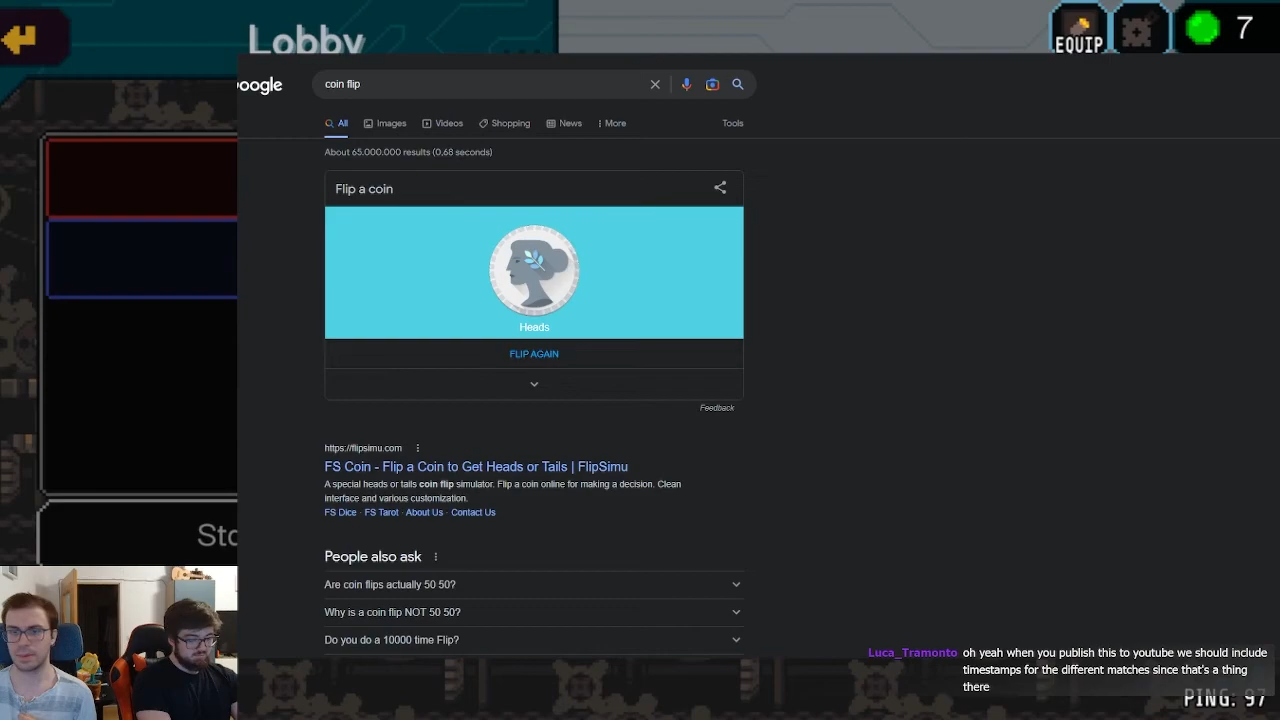 Lobby
EQUIP
7
oogle
coin flip
All
Images
Videos
Shopping
News
More
Tools
About 65.000.000 results (0,68 seconds)
Flip a coin
Heads
FLIP AGAIN
Feedback
https://flipsimu.com
FS Coin - Flip a Coin to Get Heads or Tails | FlipSimu
A special heads or tails coin flip simulator. Flip a coin online for making a decision. Clean
interface and various customization.
FS Dice · FS Tarot · About Us · Contact Us
Sto
People also ask
Are coin flips actually 50 50?
Why is a coin flip NOT 50 50?
Do you do a 10000 time Flip?
Luca_Tramonto oh yeah when you publish this to youtube we should include
timestamps for the different matches since that's a thing
there
PING: 97